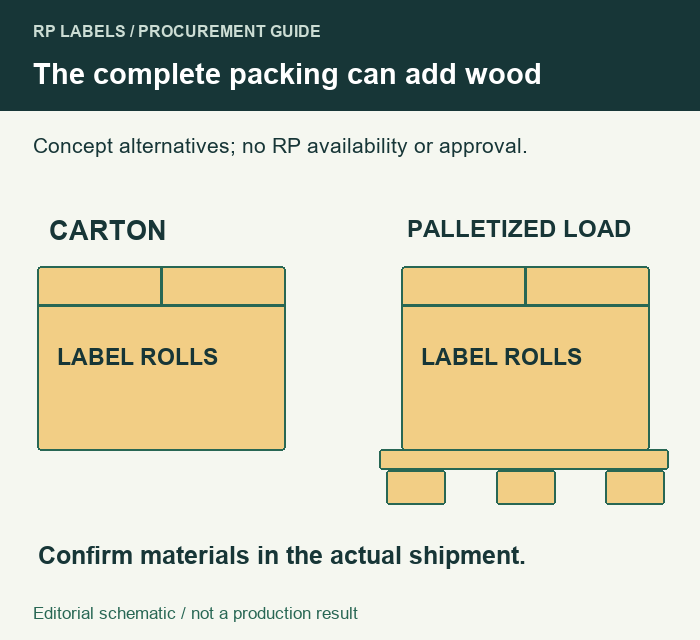 RP LABELS / PROCUREMENT GUIDE
The complete packing can add wood
Concept alternatives; no RP availability or approval.
CARTON
LABEL ROLLS
PALLETIZED LOAD
LABEL ROLLS
Confirm materials in the actual shipment.
Editorial schematic / not a production result